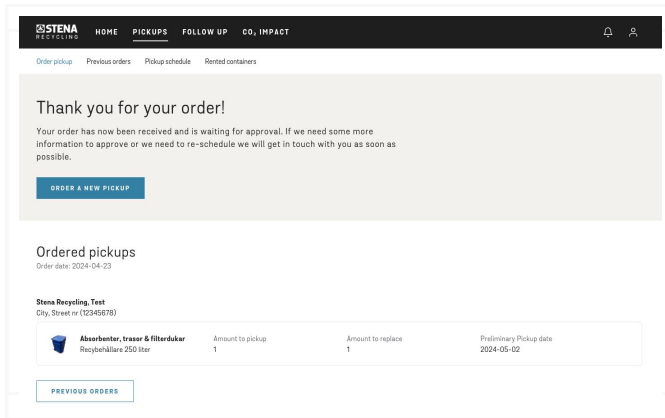 STENA
RECYCLING
HOME PICKUPS FOLLOW UP CO₂ IMPACT
Order pickup Previous orders Pickup schedule Rented containers
Thank you for your order!
Your order has now been received and is waiting for approval. If we need some more
information to approve or we need to re-schedule we will get in touch with you as soon as
possible.
ORDER A NEW PICKUP
Ordered pickups
Order date: 2024-04-23
Stena Recycling, Test
City, Street nr (12345678)
Absorbenter, trasor & filterdukar Amount to pickup Amount to replace Preliminary Pickup date
Recybehållare 250 liter 1 1 2024-05-02
PREVIOUS ORDERS